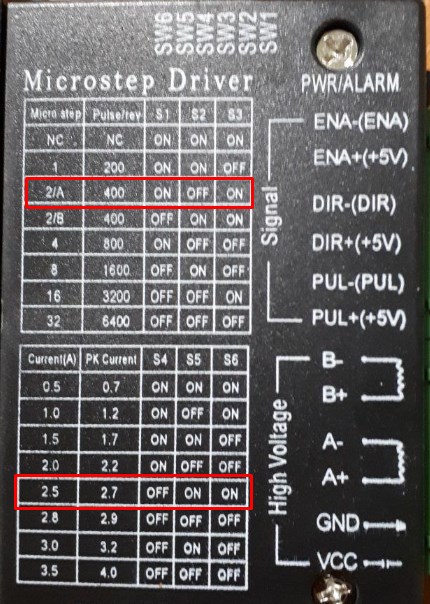 SW6 SW5 SW4 SW3 SW2 SW1
Microstep Driver
PWR/ALARM
Micro step Pulse/rev S1 S2 S3
NC NC ON ON ON
1 200 ON ON OFF
2/A 400 ON OFF ON
2/B 400 OFF ON ON
4 800 ON OFF OFF
8 1600 OFF ON OFF
16 3200 OFF OFF ON
32 6400 OFF OFF OFF
Current(A) PK Current S4 S5 S6
0.5 0.7 ON ON ON
1.0 1.2 ON OFF ON
1.5 1.7 ON ON OFF
2.0 2.2 ON OFF OFF
2.5 2.7 OFF ON ON
2.8 2.9 OFF OFF ON
3.0 3.2 OFF ON OFF
3.5 4.0 OFF OFF OFF
Signal
ENA-(ENA)
ENA+(+5V)
DIR-(DIR)
DIR+(+5V)
PUL-(PUL)
PUL+(+5V)
High Voltage
B-
B+
A-
A+
GND
VCC